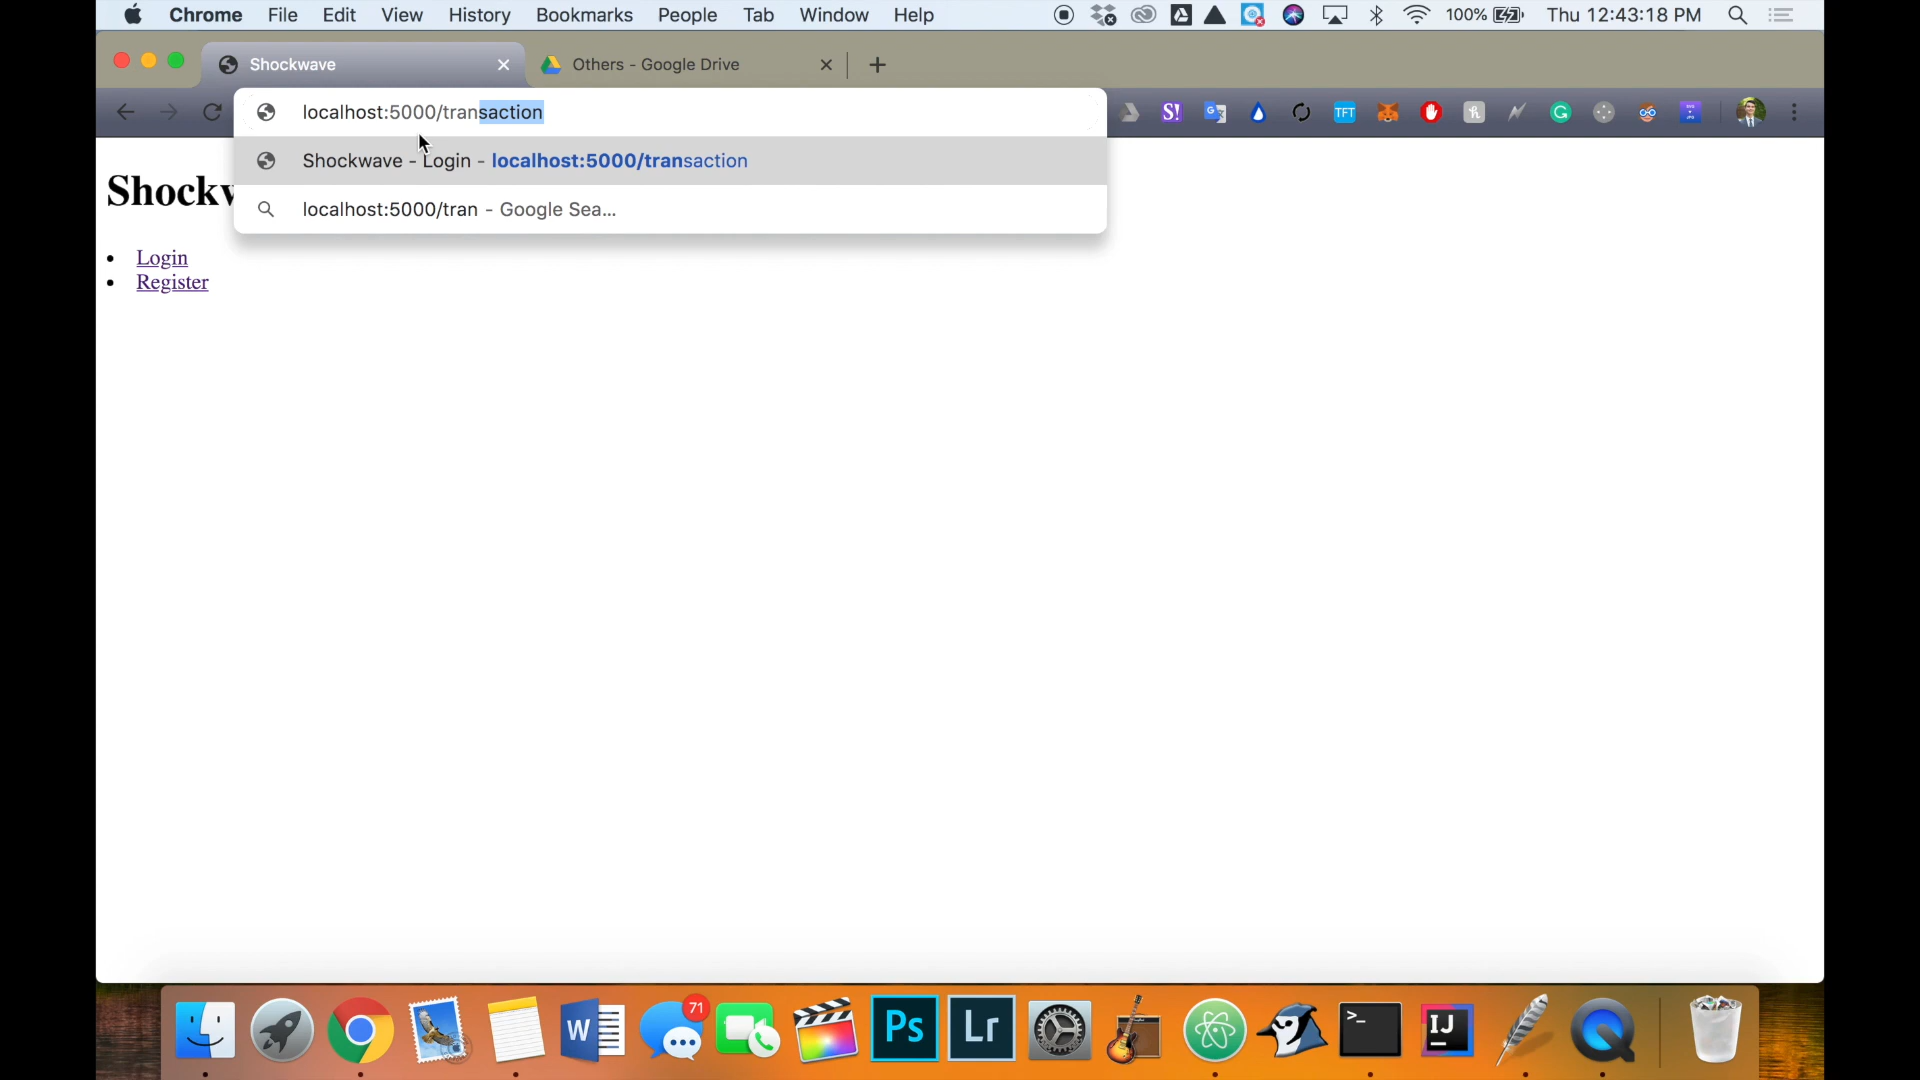 Chrome File Edit View History Bookmarks People Tab Window Help 100% Thu 12:43:18 PM
Shockwave Others - Google Drive
localhost:5000/transaction S! G TFT h G
Shockwave - Login - localhost:5000/transaction
localhost:5000/tran - Google Sea...
Shockw
Login
Register
W 71 Ps Lr >_ IJ